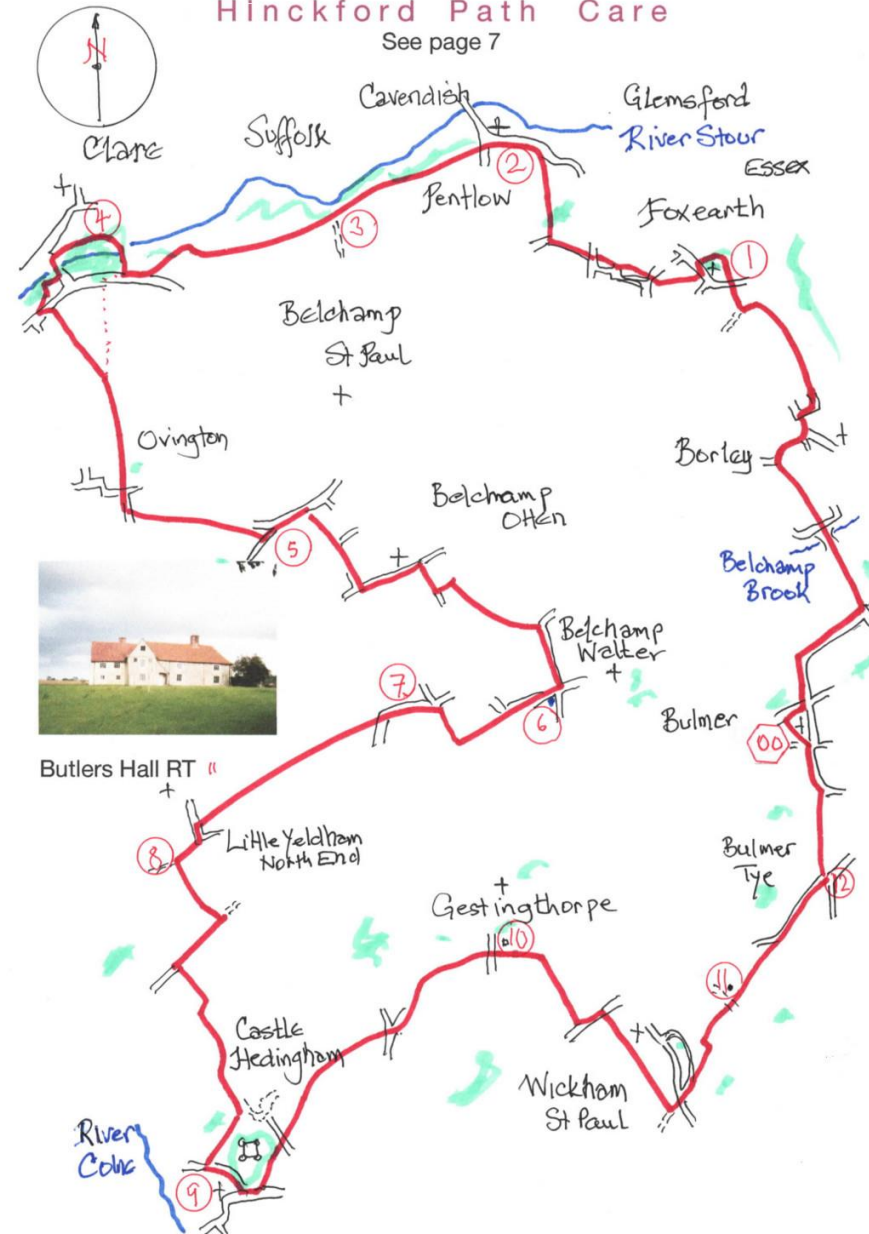 Hinckford Path Care
See page 7
N
Clare
Suffolk
Cavendish
Glemsford
River Stour
Essex
Pentlow
Foxearth
4
3
2
1
Belchamp
St Paul
Ovington
Borley
Belchamp
Otten
5
Belchamp
Brook
Belchamp
Walter
7
6
Bulmer
00
Butlers Hall RT "
Little Yeldham
North End
8
Bulmer
Tye
12
Gestingthorpe
10
11
Castle
Hedingham
Wickham
St Paul
River
Colne
9